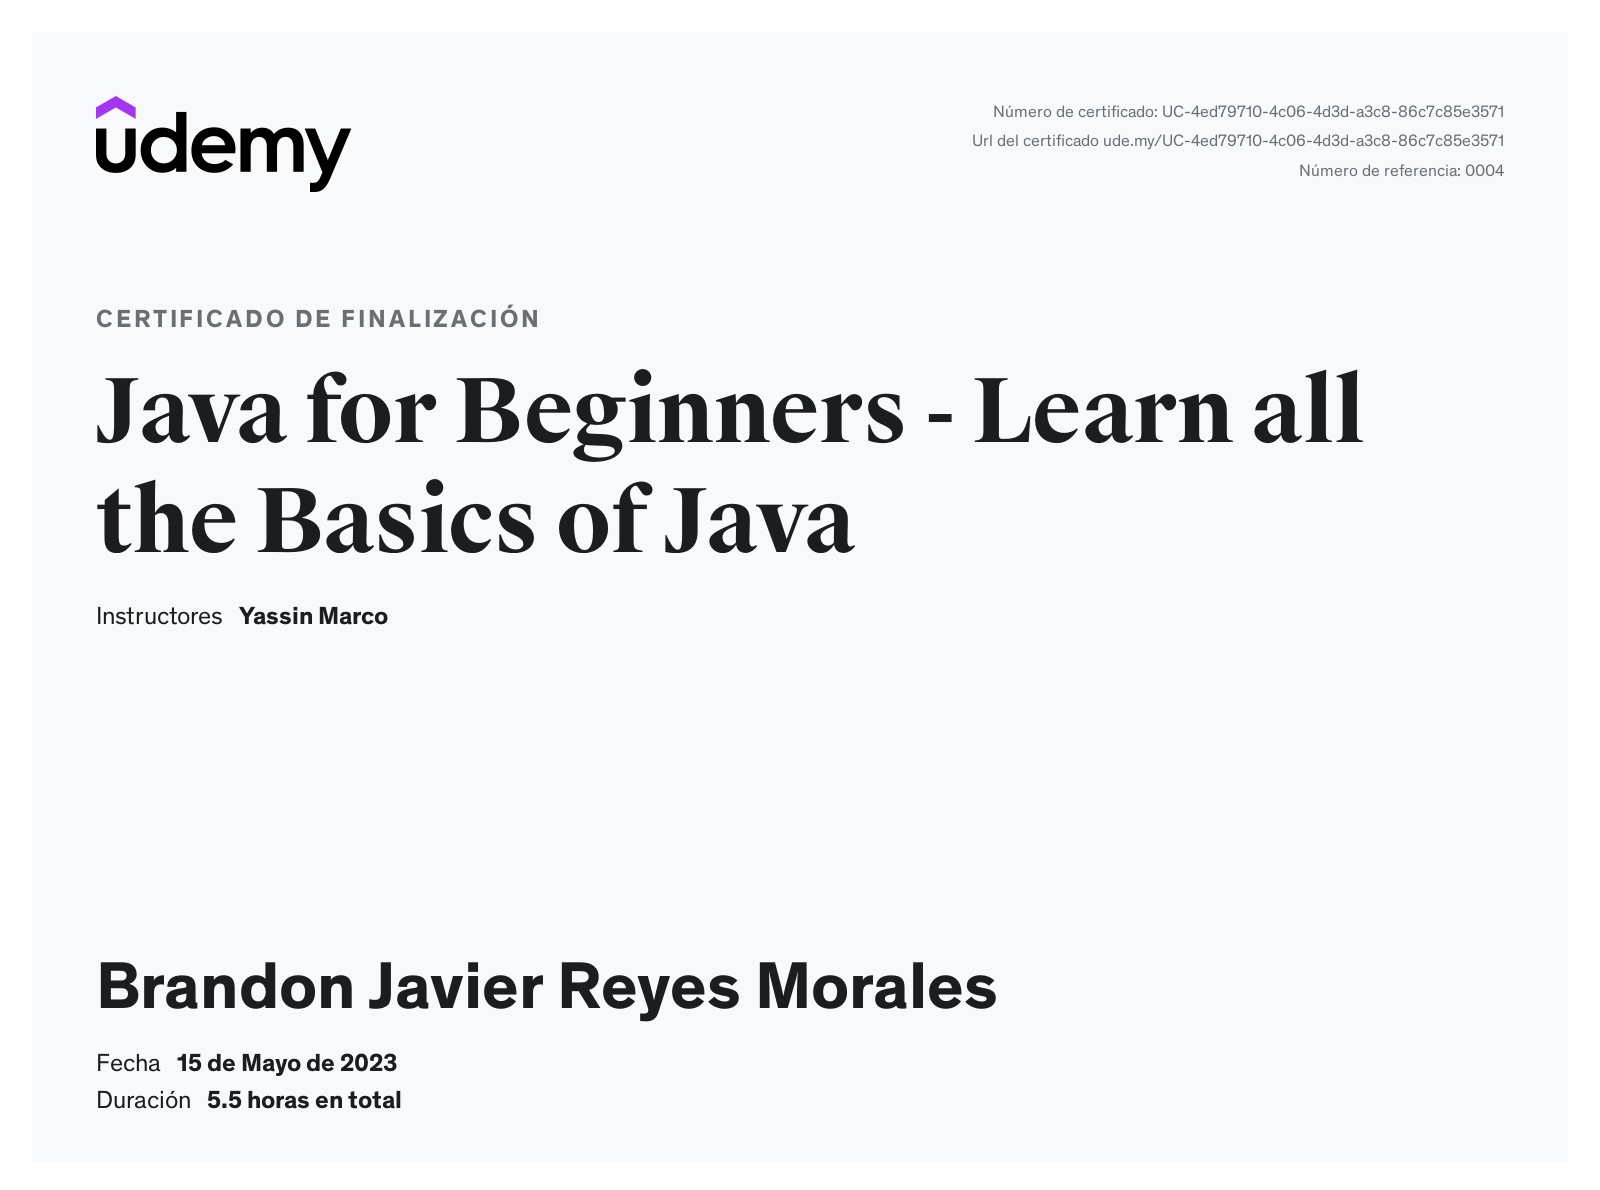 udemy
Número de certificado: UC-4ed79710-4c06-4d3d-a3c8-86c7c85e3571
Url del certificado ude.my/UC-4ed79710-4c06-4d3d-a3c8-86c7c85e3571
Número de referencia: 0004
CERTIFICADO DE FINALIZACIÓN
Java for Beginners - Learn all
the Basics of Java
Instructores Yassin Marco
Brandon Javier Reyes Morales
Fecha 15 de Mayo de 2023
Duración 5.5 horas en total